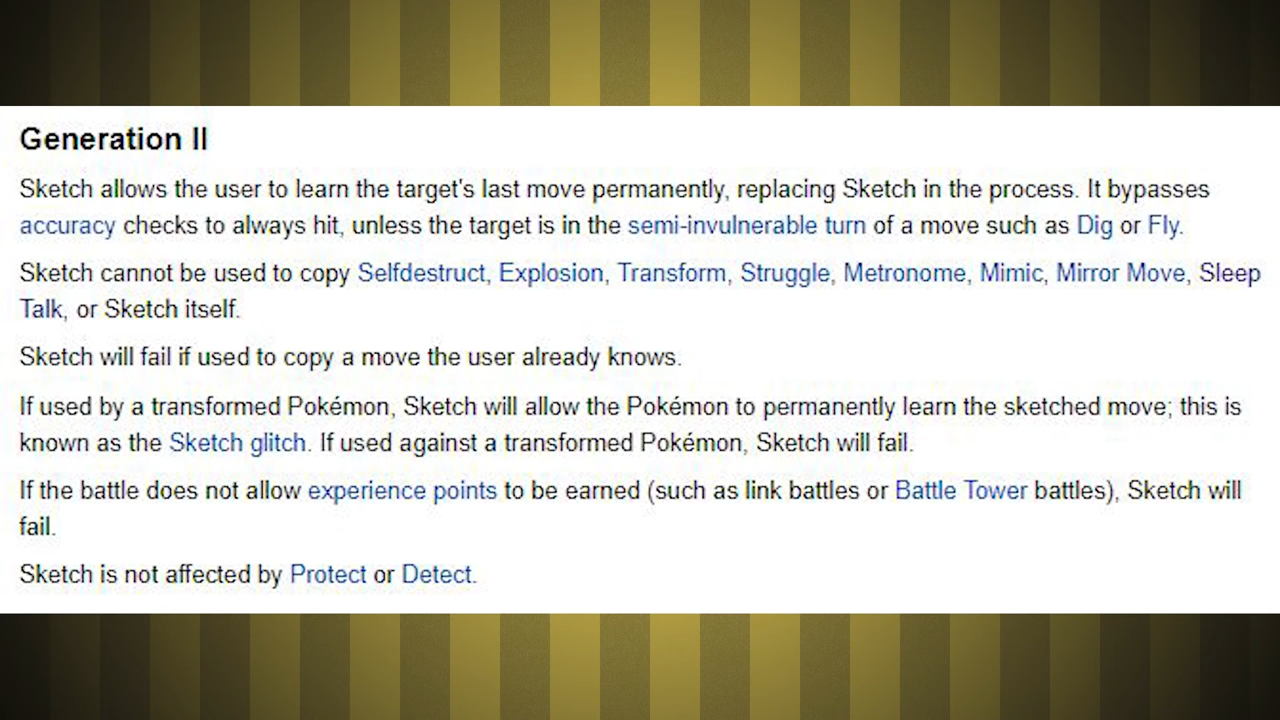 Generation II
Sketch allows the user to learn the target's last move permanently, replacing Sketch in the process. It bypasses
accuracy checks to always hit, unless the target is in the semi-invulnerable turn of a move such as Dig or Fly.
Sketch cannot be used to copy Selfdestruct, Explosion, Transform, Struggle, Metronome, Mimic, Mirror Move, Sleep
Talk, or Sketch itself.
Sketch will fail if used to copy a move the user already knows.
If used by a transformed Pokémon, Sketch will allow the Pokémon to permanently learn the sketched move; this is
known as the Sketch glitch. If used against a transformed Pokémon, Sketch will fail.
If the battle does not allow experience points to be earned (such as link battles or Battle Tower battles), Sketch will
fail.
Sketch is not affected by Protect or Detect.